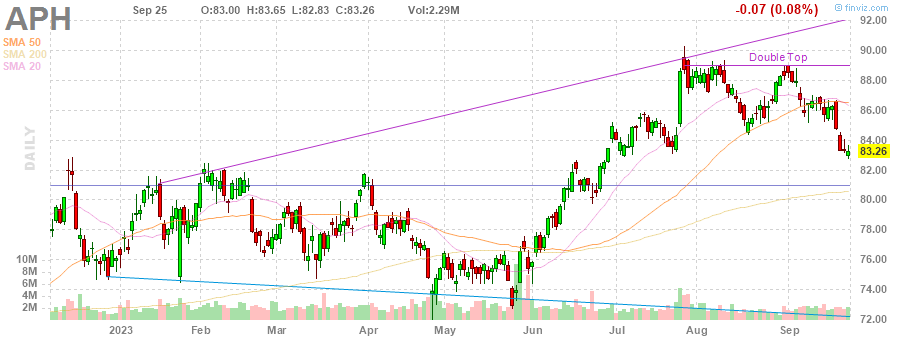 APH
Sep 25 O:83.00 H:83.65 L:82.83 C:83.26 Vol:2.29M
-0.07 (0.08%)
finviz.com
SMA 50
SMA 200
SMA 20
DAILY
Double Top
92.00
90.00
88.00
86.00
84.00
83.26
82.00
80.00
78.00
76.00
74.00
72.00
10M
8M
6M
4M
2M
2023 Feb Mar Apr May Jun Jul Aug Sep